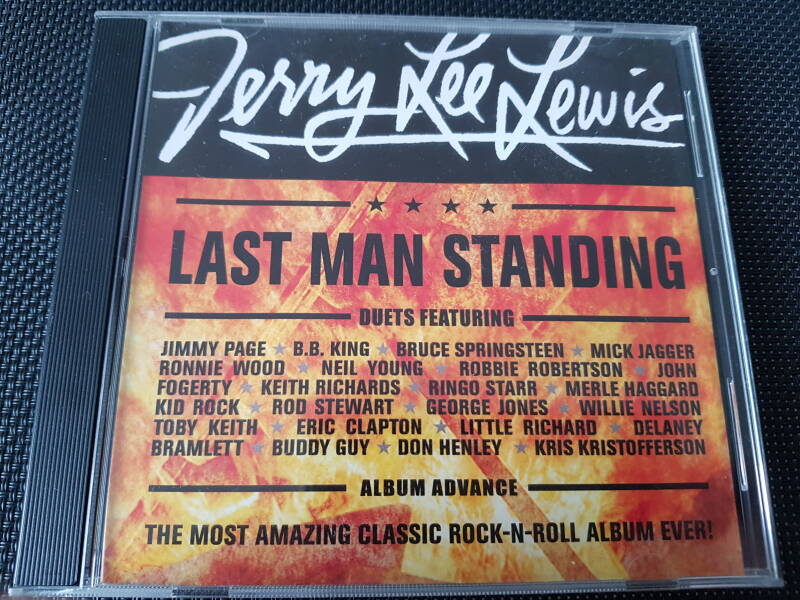 Jerry Lee Lewis
★ ★ ★ ★
LAST MAN STANDING
DUETS FEATURING
JIMMY PAGE ★ B.B. KING ★ BRUCE SPRINGSTEEN ★ MICK JAGGER
RONNIE WOOD ★ NEIL YOUNG ★ ROBBIE ROBERTSON ★ JOHN
FOGERTY ★ KEITH RICHARDS ★ RINGO STARR ★ MERLE HAGGARD
KID ROCK ★ ROD STEWART ★ GEORGE JONES ★ WILLIE NELSON
TOBY KEITH ★ ERIC CLAPTON ★ LITTLE RICHARD ★ DELANEY
BRAMLETT ★ BUDDY GUY ★ DON HENLEY ★ KRIS KRISTOFFERSON
ALBUM ADVANCE
THE MOST AMAZING CLASSIC ROCK-N-ROLL ALBUM EVER!